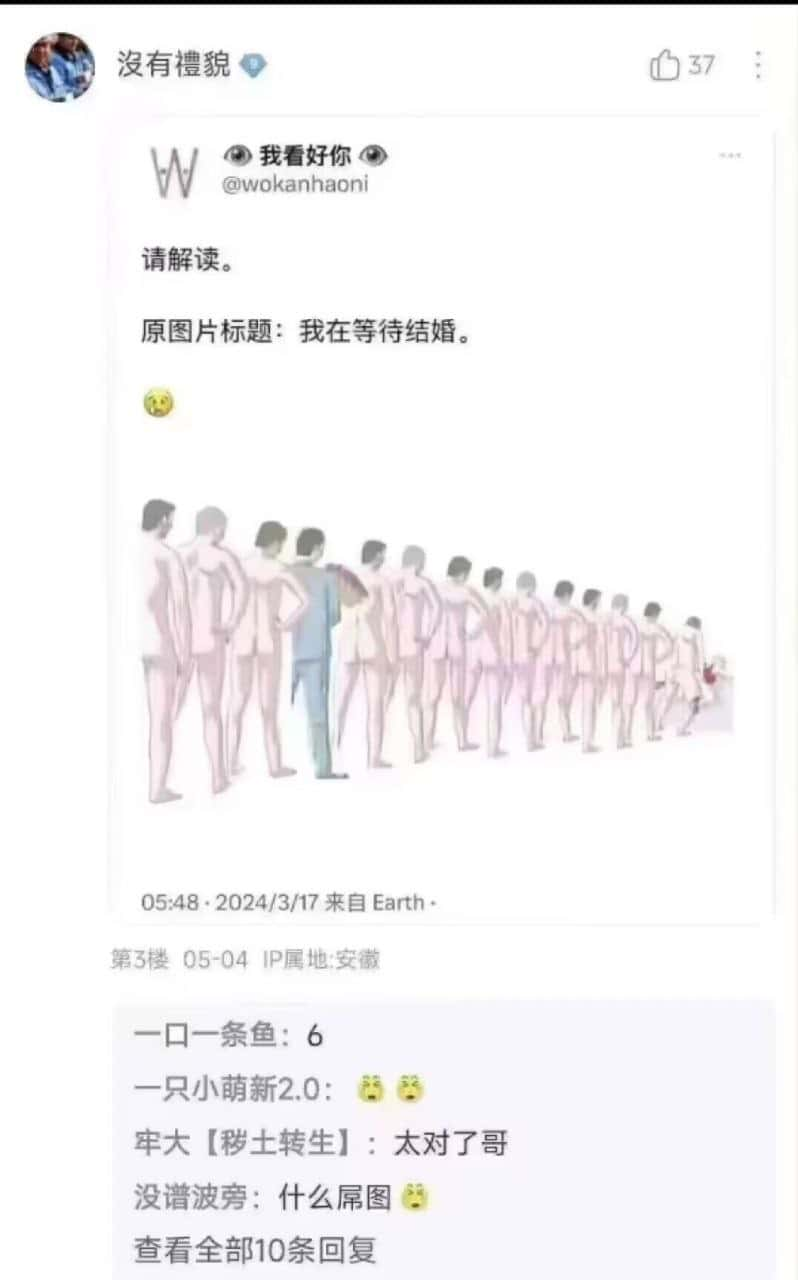 沒有禮貌 9
37
我看好你
@wokanhaoni
请解读。
原图片标题：我在等待结婚。
05:48 · 2024/3/17 来自 Earth ·
第3楼 05-04 IP属地:安徽
一口一条鱼：6
一只小萌新2.0：
牢大【秽土转生】：太对了哥
没谱波旁：什么屌图
查看全部10条回复